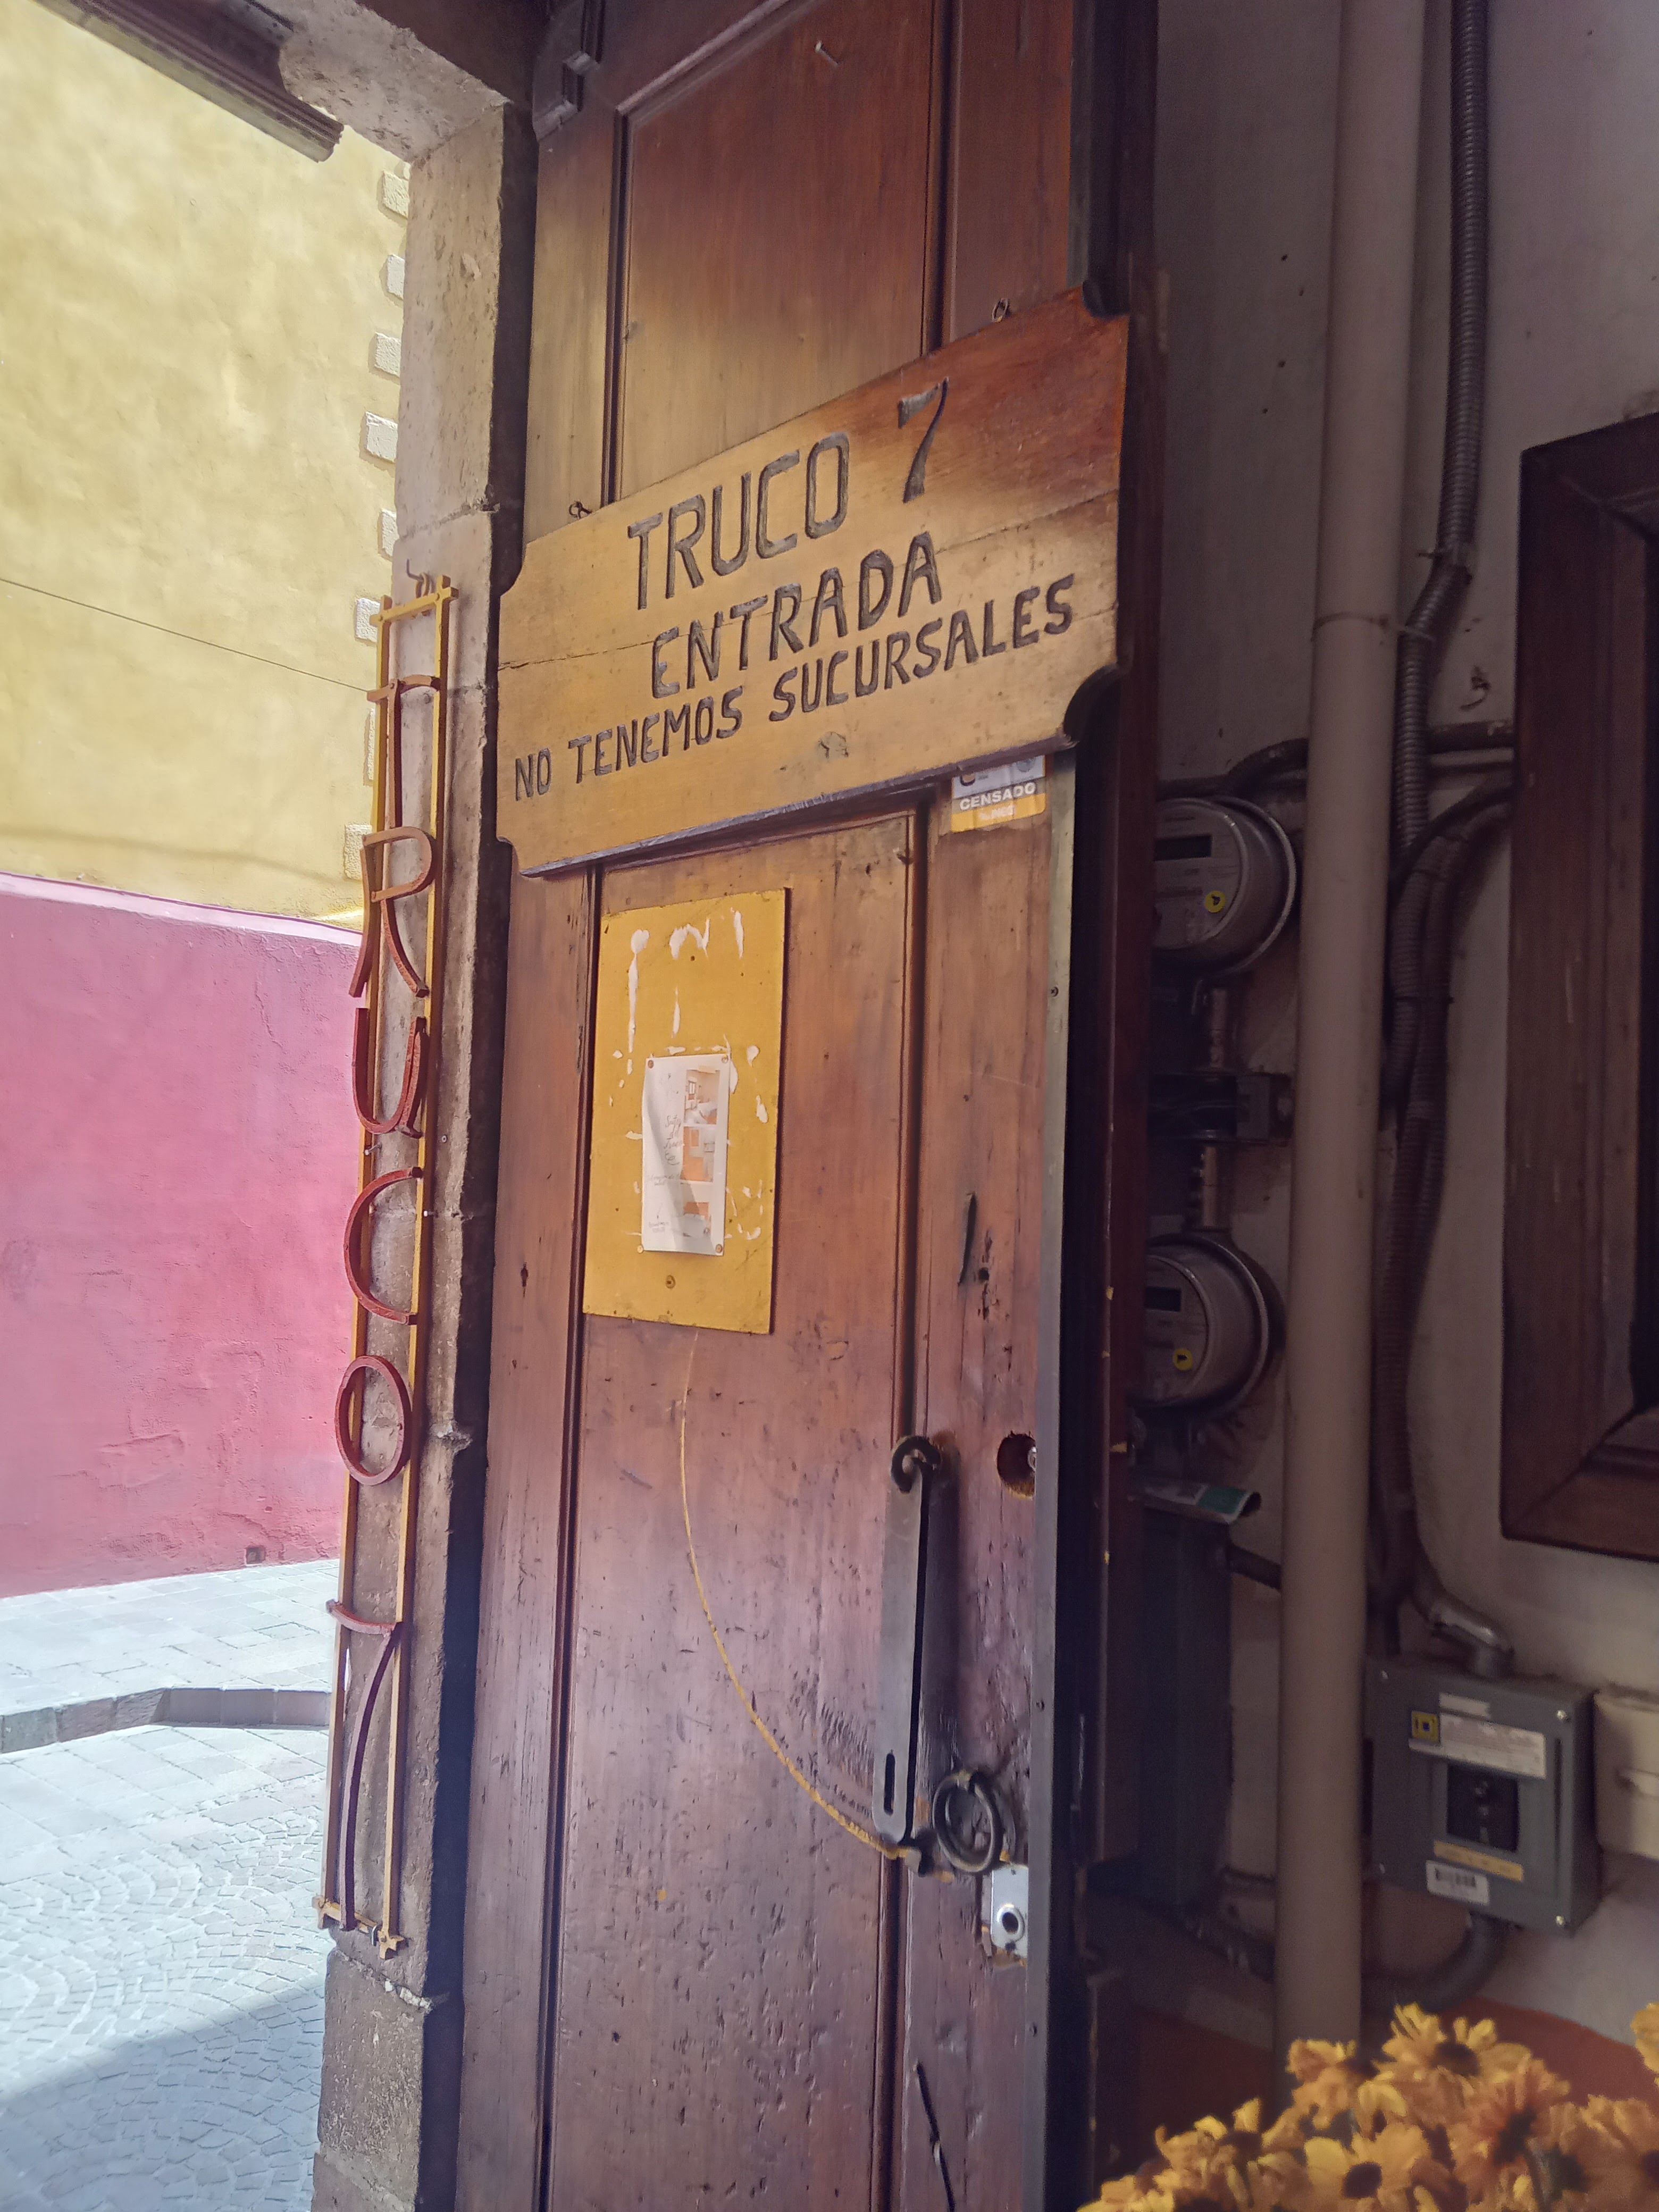 TRUCO 7
ENTRADA
NO TENEMOS SUCURSALES
CENSADO
TRUCO 7